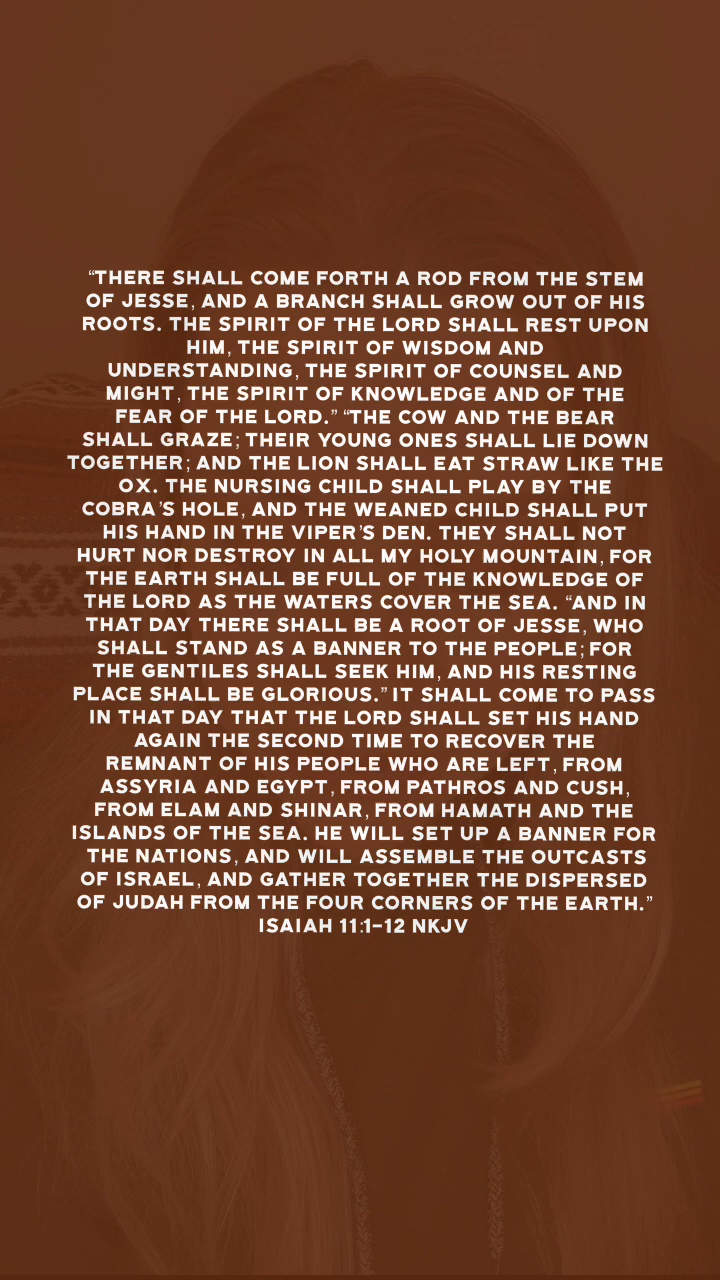 “THERE SHALL COME FORTH A ROD FROM THE STEM
OF JESSE, AND A BRANCH SHALL GROW OUT OF HIS
ROOTS. THE SPIRIT OF THE LORD SHALL REST UPON
HIM, THE SPIRIT OF WISDOM AND
UNDERSTANDING, THE SPIRIT OF COUNSEL AND
MIGHT, THE SPIRIT OF KNOWLEDGE AND OF THE
FEAR OF THE LORD.” “THE COW AND THE BEAR
SHALL GRAZE; THEIR YOUNG ONES SHALL LIE DOWN
TOGETHER; AND THE LION SHALL EAT STRAW LIKE THE
OX. THE NURSING CHILD SHALL PLAY BY THE
COBRA’S HOLE, AND THE WEANED CHILD SHALL PUT
HIS HAND IN THE VIPER’S DEN. THEY SHALL NOT
HURT NOR DESTROY IN ALL MY HOLY MOUNTAIN, FOR
THE EARTH SHALL BE FULL OF THE KNOWLEDGE OF
THE LORD AS THE WATERS COVER THE SEA. “AND IN
THAT DAY THERE SHALL BE A ROOT OF JESSE, WHO
SHALL STAND AS A BANNER TO THE PEOPLE; FOR
THE GENTILES SHALL SEEK HIM, AND HIS RESTING
PLACE SHALL BE GLORIOUS.” IT SHALL COME TO PASS
IN THAT DAY THAT THE LORD SHALL SET HIS HAND
AGAIN THE SECOND TIME TO RECOVER THE
REMNANT OF HIS PEOPLE WHO ARE LEFT, FROM
ASSYRIA AND EGYPT, FROM PATHROS AND CUSH,
FROM ELAM AND SHINAR, FROM HAMATH AND THE
ISLANDS OF THE SEA. HE WILL SET UP A BANNER FOR
THE NATIONS, AND WILL ASSEMBLE THE OUTCASTS
OF ISRAEL, AND GATHER TOGETHER THE DISPERSED
OF JUDAH FROM THE FOUR CORNERS OF THE EARTH.”
ISAIAH 11:1-12 NKJV